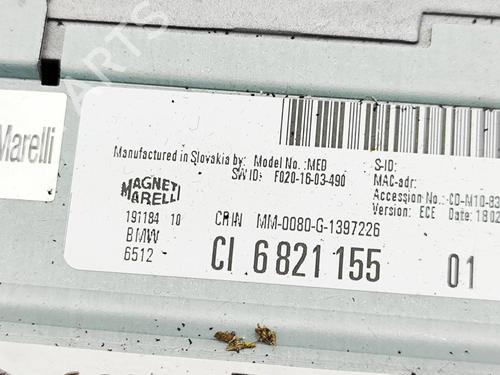 Marelli
Manufactured in Slovakia by: Model No.:MEB S-ID:
SW ID: F020-16-03-490 MAC-adr:
Accession No.:CD-M10-83
Version: ECE Date: 1802
MAGNETI
MARELLI
191184 10 CRIN MM-0080-G-1397226
BMW
6512 CI 6 821 155 01